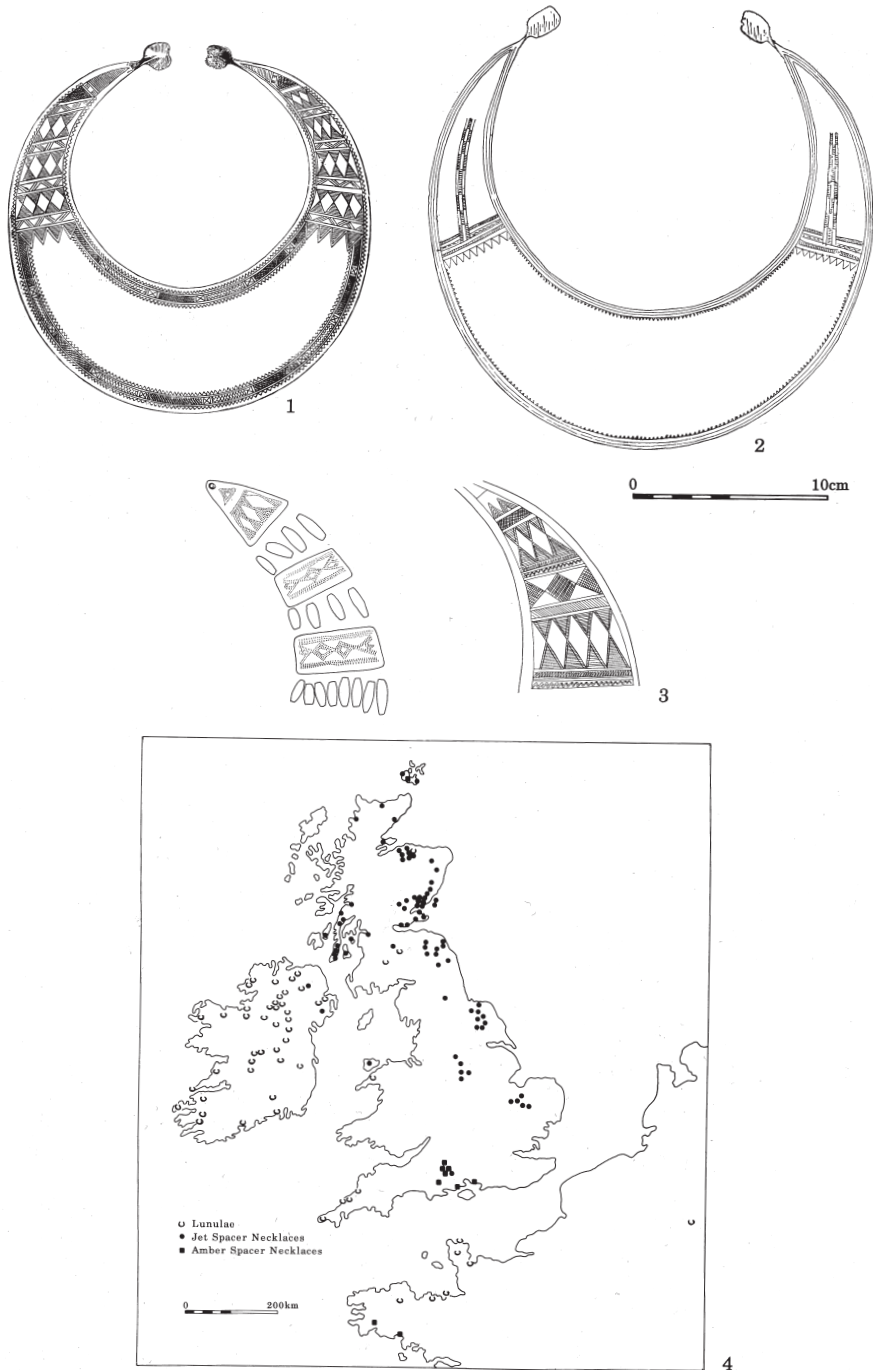 1
2
0 10cm
3
Lunulae
Jet Spacer Necklaces
Amber Spacer Necklaces
0 200km
4